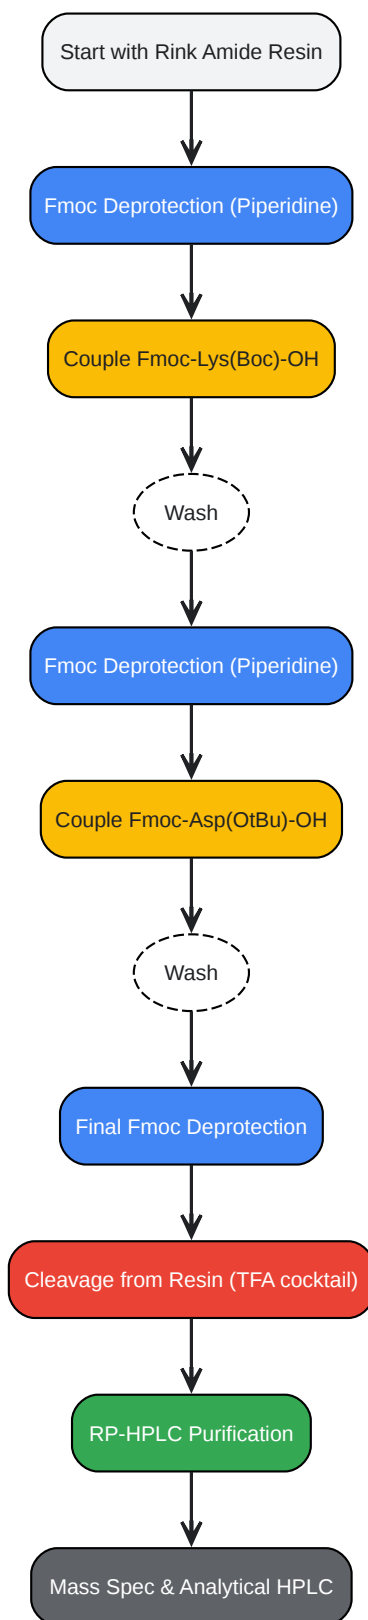 Start with Rink Amide Resin
Fmoc Deprotection (Piperidine)
Couple Fmoc-Lys(Boc)-OH
Wash
Fmoc Deprotection (Piperidine)
Couple Fmoc-Asp(OtBu)-OH
Wash
Final Fmoc Deprotection
Cleavage from Resin (TFA cocktail)
RP-HPLC Purification
Mass Spec & Analytical HPLC